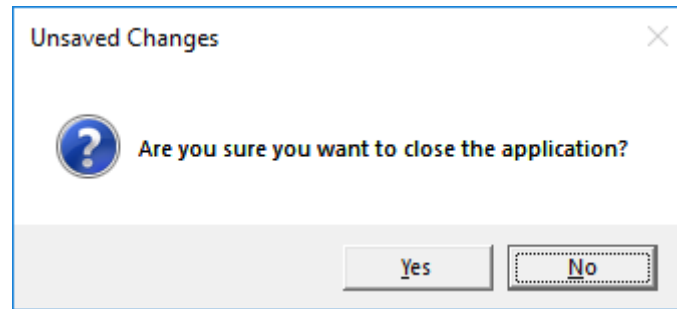 Unsaved Changes
Are you sure you want to close the application?
Yes
No